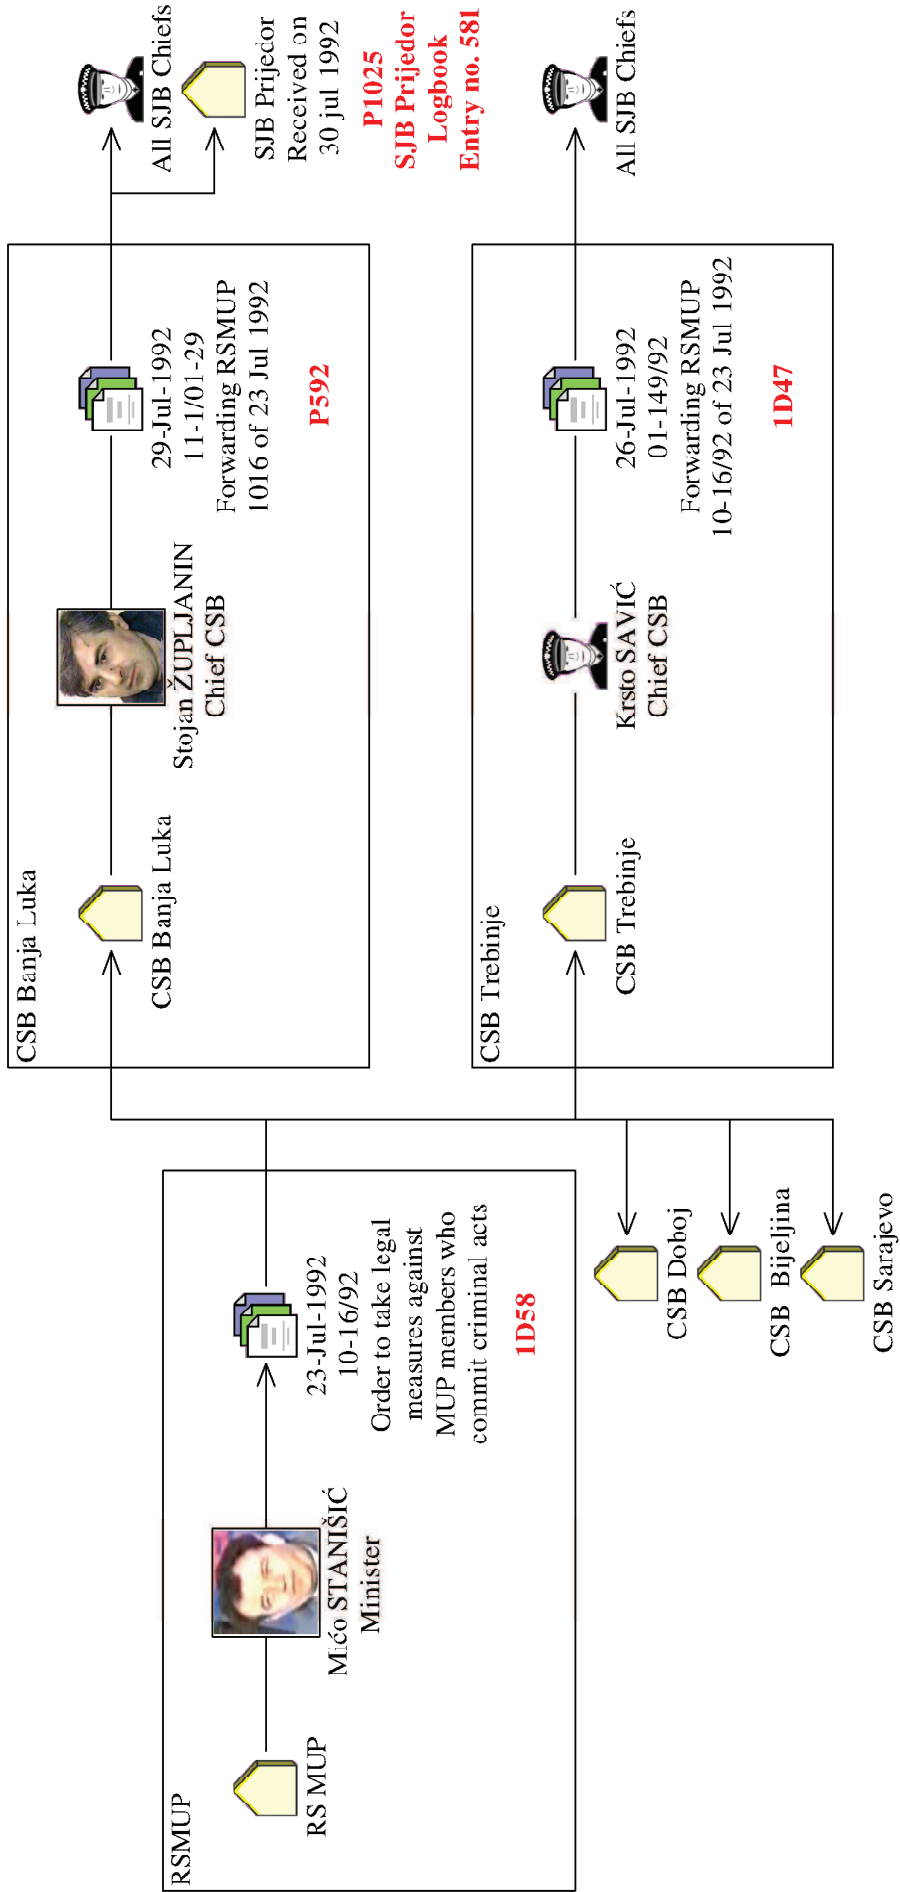 RSMUP
RS MUP
Mićo STANIŠIĆ
Minister
23-Jul-1992
10-16/92
Order to take legal
measures against
MUP members who
commit criminal acts
1D58
CSB Banja Luka
CSB Banja Luka
Stojan ŽUPLJANIN
Chief CSB
29-Jul-1992
11-1/01-29
Forwarding RSMUP
1016 of 23 Jul 1992
P592
All SJB Chiefs
SJB Prijedor
Received on
30 jul 1992
P1025
SJB Prijedor
Logbook
Entry no. 581
CSB Trebinje
CSB Trebinje
Krsto SAVIĆ
Chief CSB
26-Jul-1992
01-149/92
Forwarding RSMUP
10-16/92 of 23 Jul 1992
1D47
All SJB Chiefs
CSB Doboj
CSB Bijeljina
CSB Sarajevo